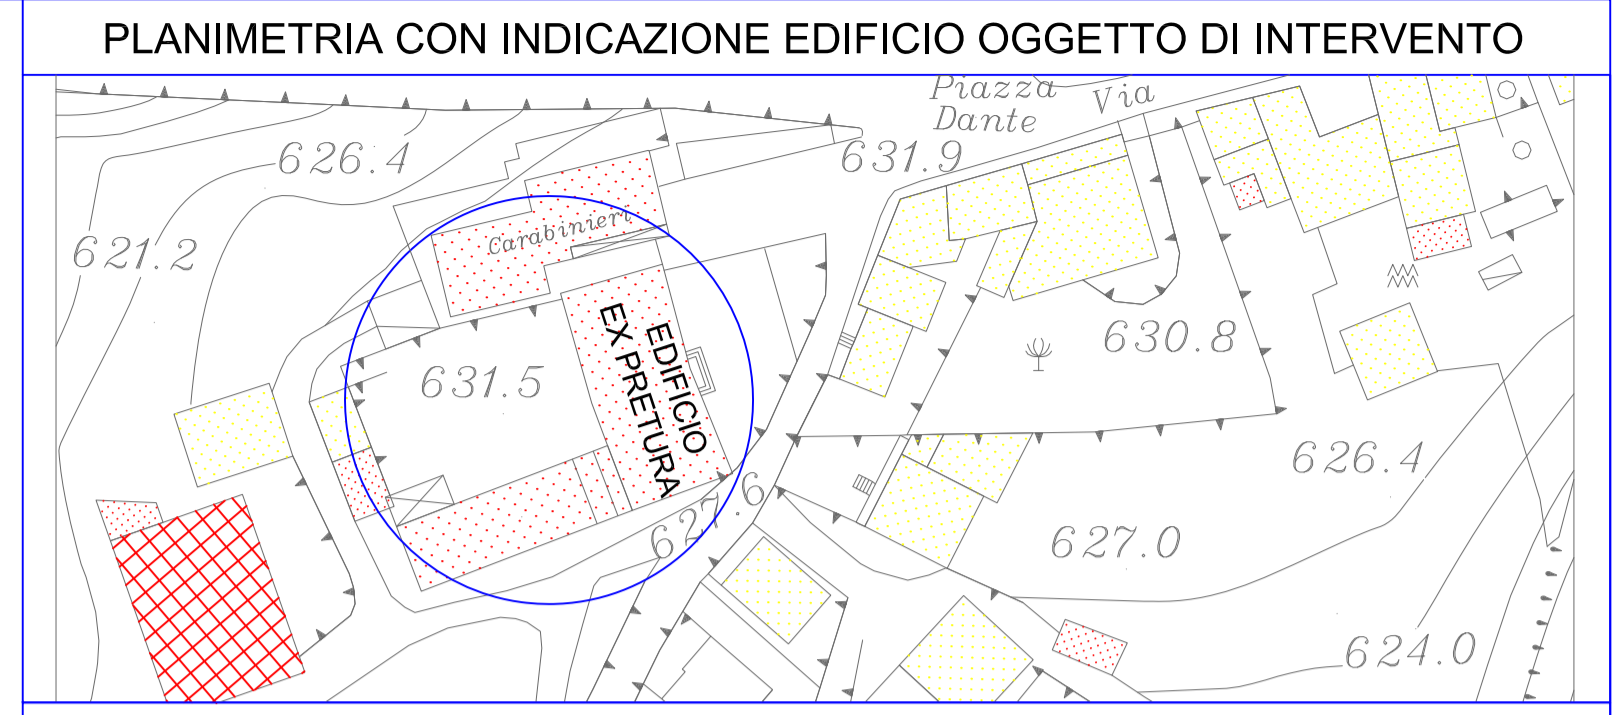 PLANIMETRIA CON INDICAZIONE EDIFICIO OGGETTO DI INTERVENTO
Piazza
Dante
Via
626.4
631.9
621.2
Carabinieri
630.8
631.5
EDIFICIO
EX PRETURA
626.4
627.6
627.0
624.0